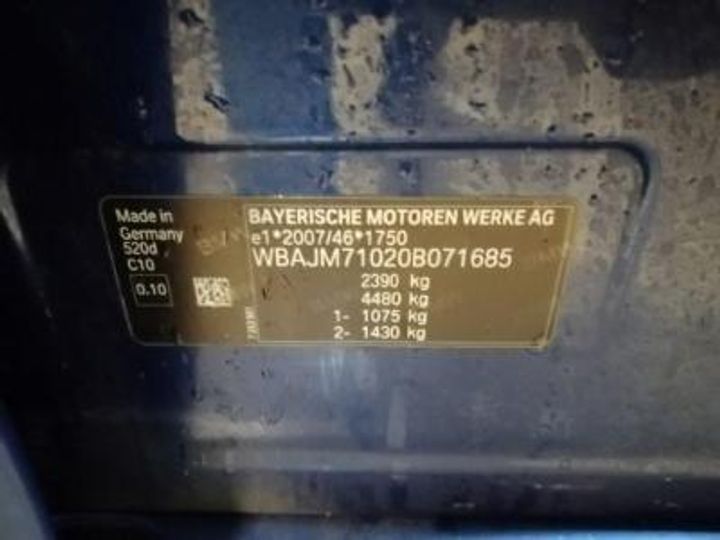 Made in
Germany
520d
C10
0.10
BAYERISCHE MOTOREN WERKE AG
e1*2007/46*1750
WBAJM71020B071685
2390 kg
4480 kg
1- 1075 kg
2- 1430 kg